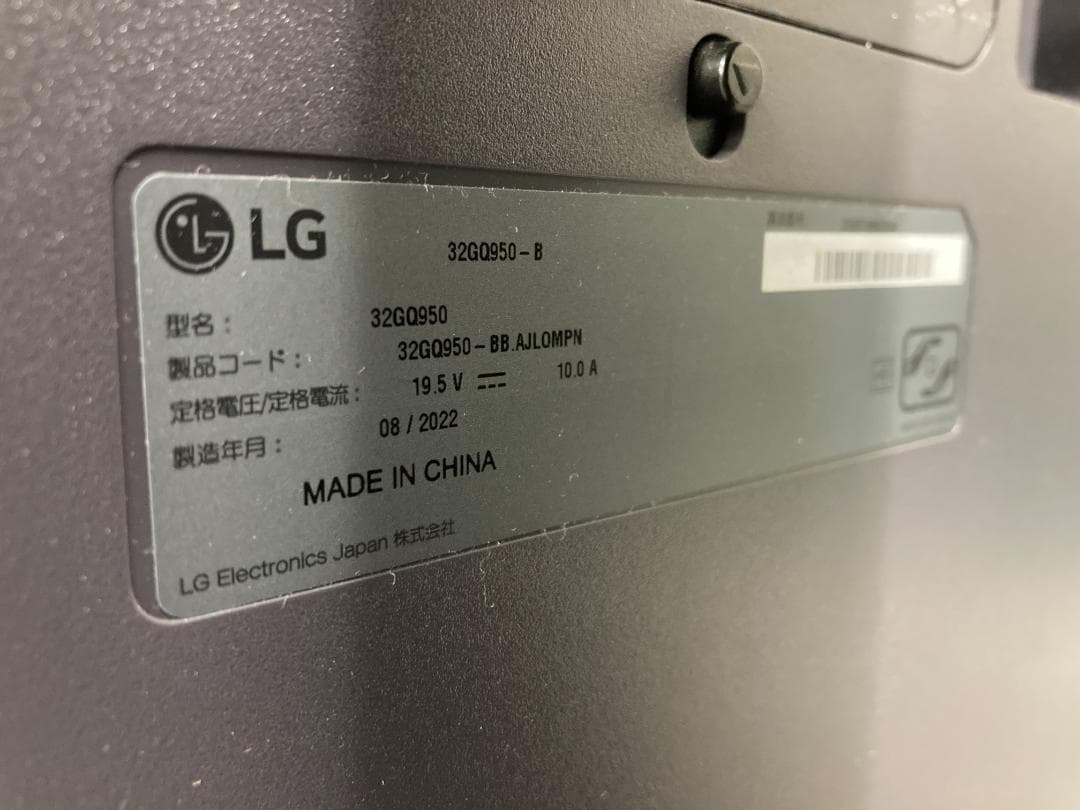 LG
32GQ950-B
型名: 32GQ950
製品コード: 32GQ950-BB.AJLOMPN
定格電圧/定格電流: 19.5 V ⎓ 10.0 A
製造年月: 08 / 2022
MADE IN CHINA
LG Electronics Japan 株式会社